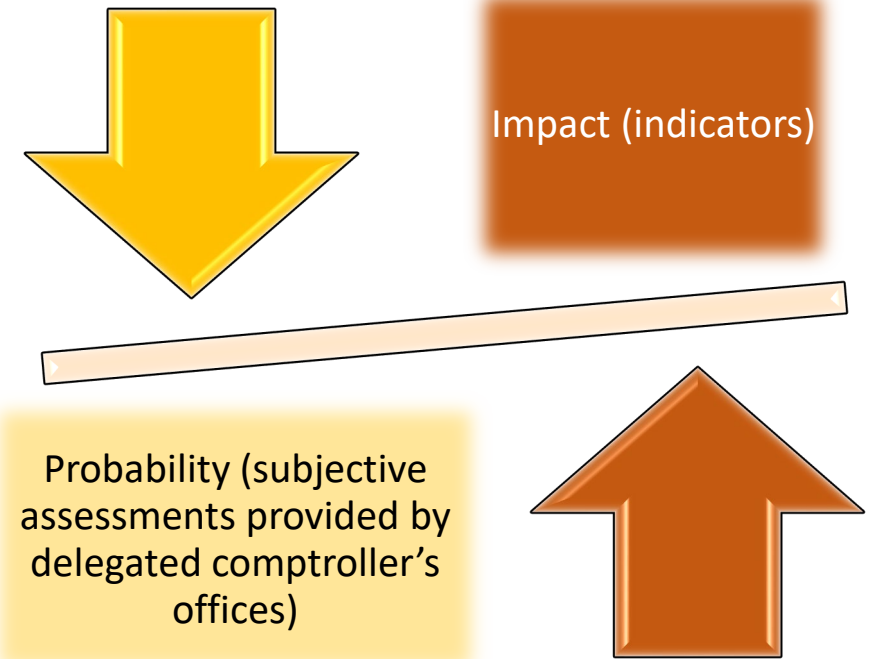 Impact (indicators)
Probability (subjective
assessments provided by
delegated comptroller’s
offices)